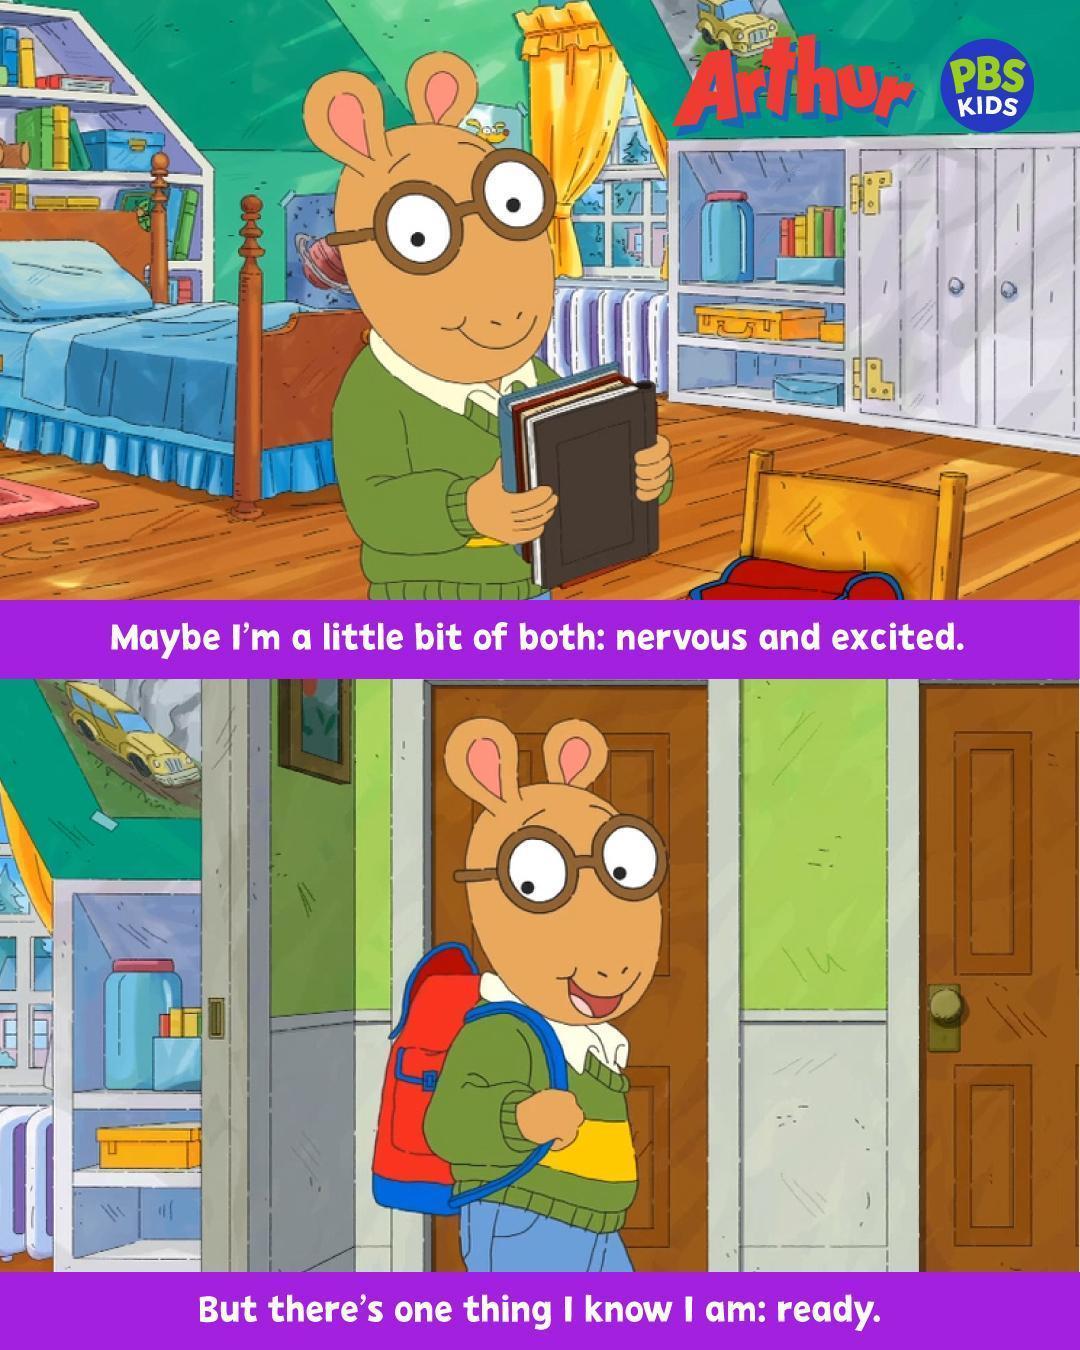 Arthur
PBS
KIDS
Maybe I'm a little bit of both: nervous and excited.
But there's one thing I know I am: ready.